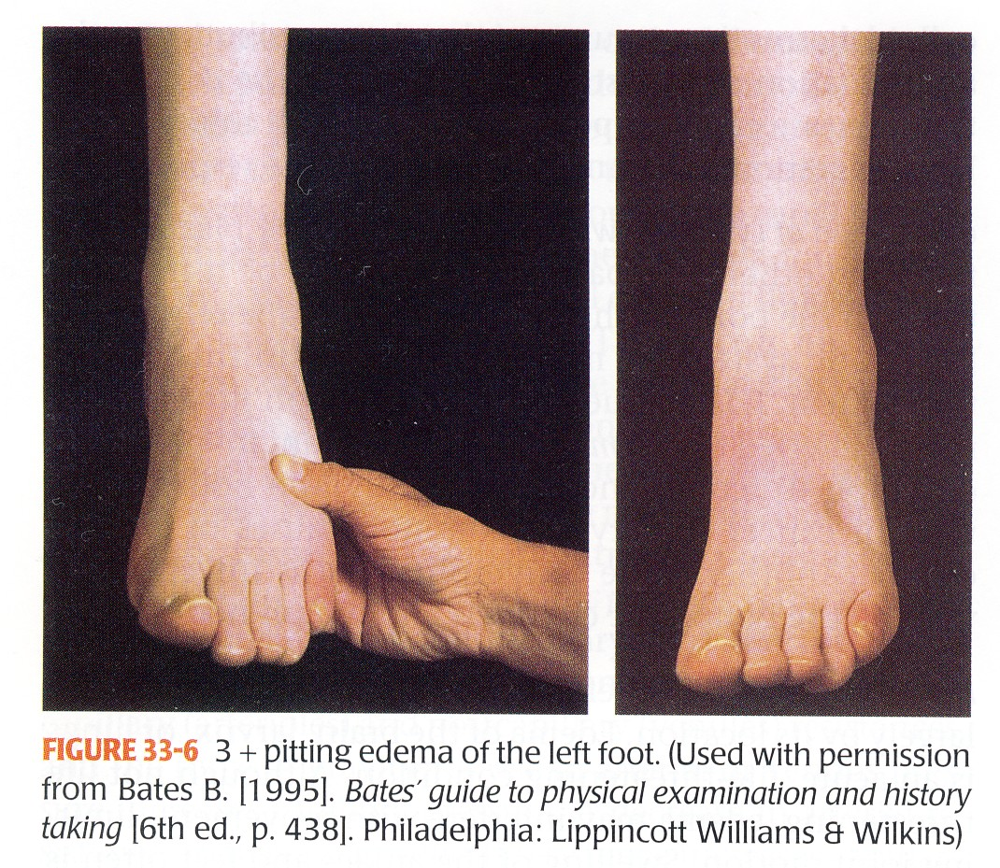 FIGURE 33-6 3 + pitting edema of the left foot. (Used with permission
from Bates B. [1995]. Bates´ guide to physical examination and history
taking [6th ed., p. 438]. Philadelphia: Lippincott Williams & Wilkins)